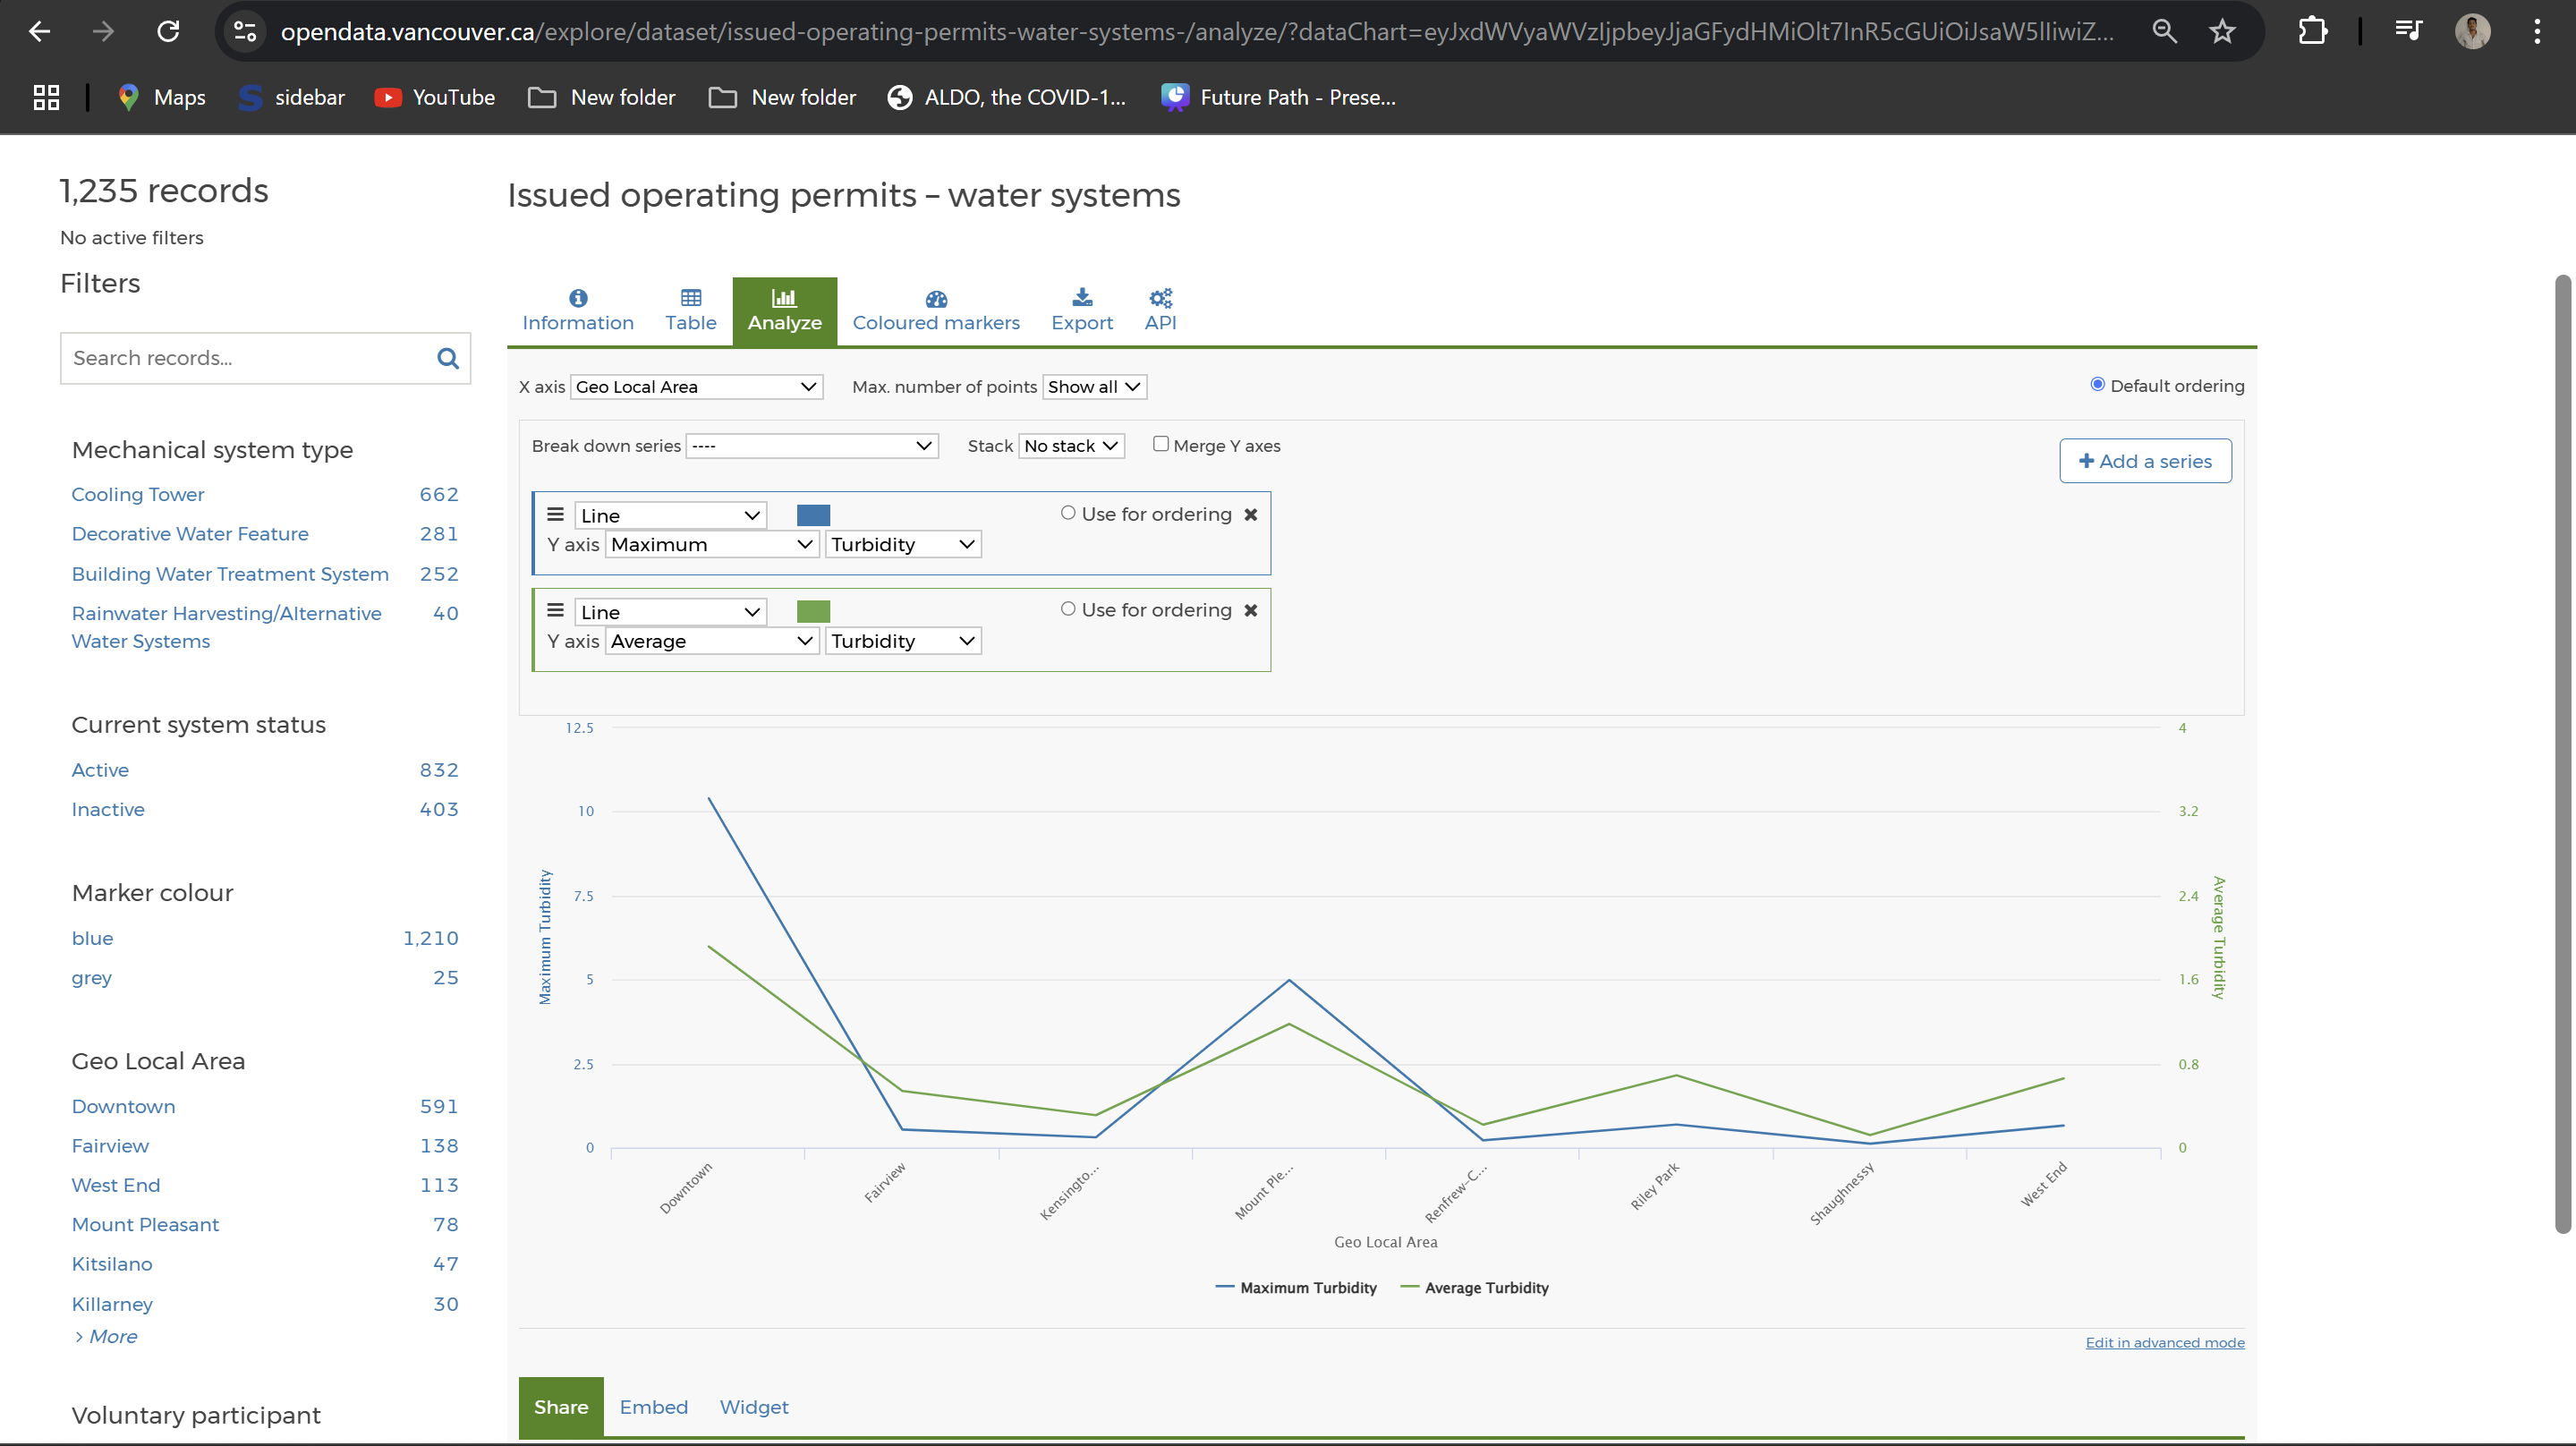 opendata.vancouver.ca/explore/dataset/issued-operating-permits-water-systems-/analyze/?dataChart=eyJxdWVyaWVzIjpbeyJjaGFydHMiOlt7InR5cGUiOiJsaW5lIiwiZ...
Maps
sidebar
YouTube
New folder
New folder
ALDO, the COVID-1...
Future Path - Prese...
1,235 records
No active filters
Filters
Search records...
Mechanical system type
Cooling Tower 662
Decorative Water Feature 281
Building Water Treatment System 252
Rainwater Harvesting/Alternative 40
Water Systems
Current system status
Active 832
Inactive 403
Marker colour
blue 1,210
grey 25
Geo Local Area
Downtown 591
Fairview 138
West End 113
Mount Pleasant 78
Kitsilano 47
Killarney 30
> More
Voluntary participant
Issued operating permits – water systems
Information
Table
Analyze
Coloured markers
Export
API
X axis Geo Local Area Max. number of points Show all Default ordering
Break down series ---- Stack No stack Merge Y axes
+ Add a series
Line Use for ordering
Y axis Maximum Turbidity
Line Use for ordering
Y axis Average Turbidity
12.5 4
10 3.2
7.5 2.4
5 1.6
2.5 0.8
0 0
Maximum Turbidity
Average Turbidity
Downtown
Fairview
Kensingto...
Mount Ple...
Renfrew-C...
Riley Park
Shaughnessy
West End
Geo Local Area
Maximum Turbidity Average Turbidity
Edit in advanced mode
Share
Embed
Widget